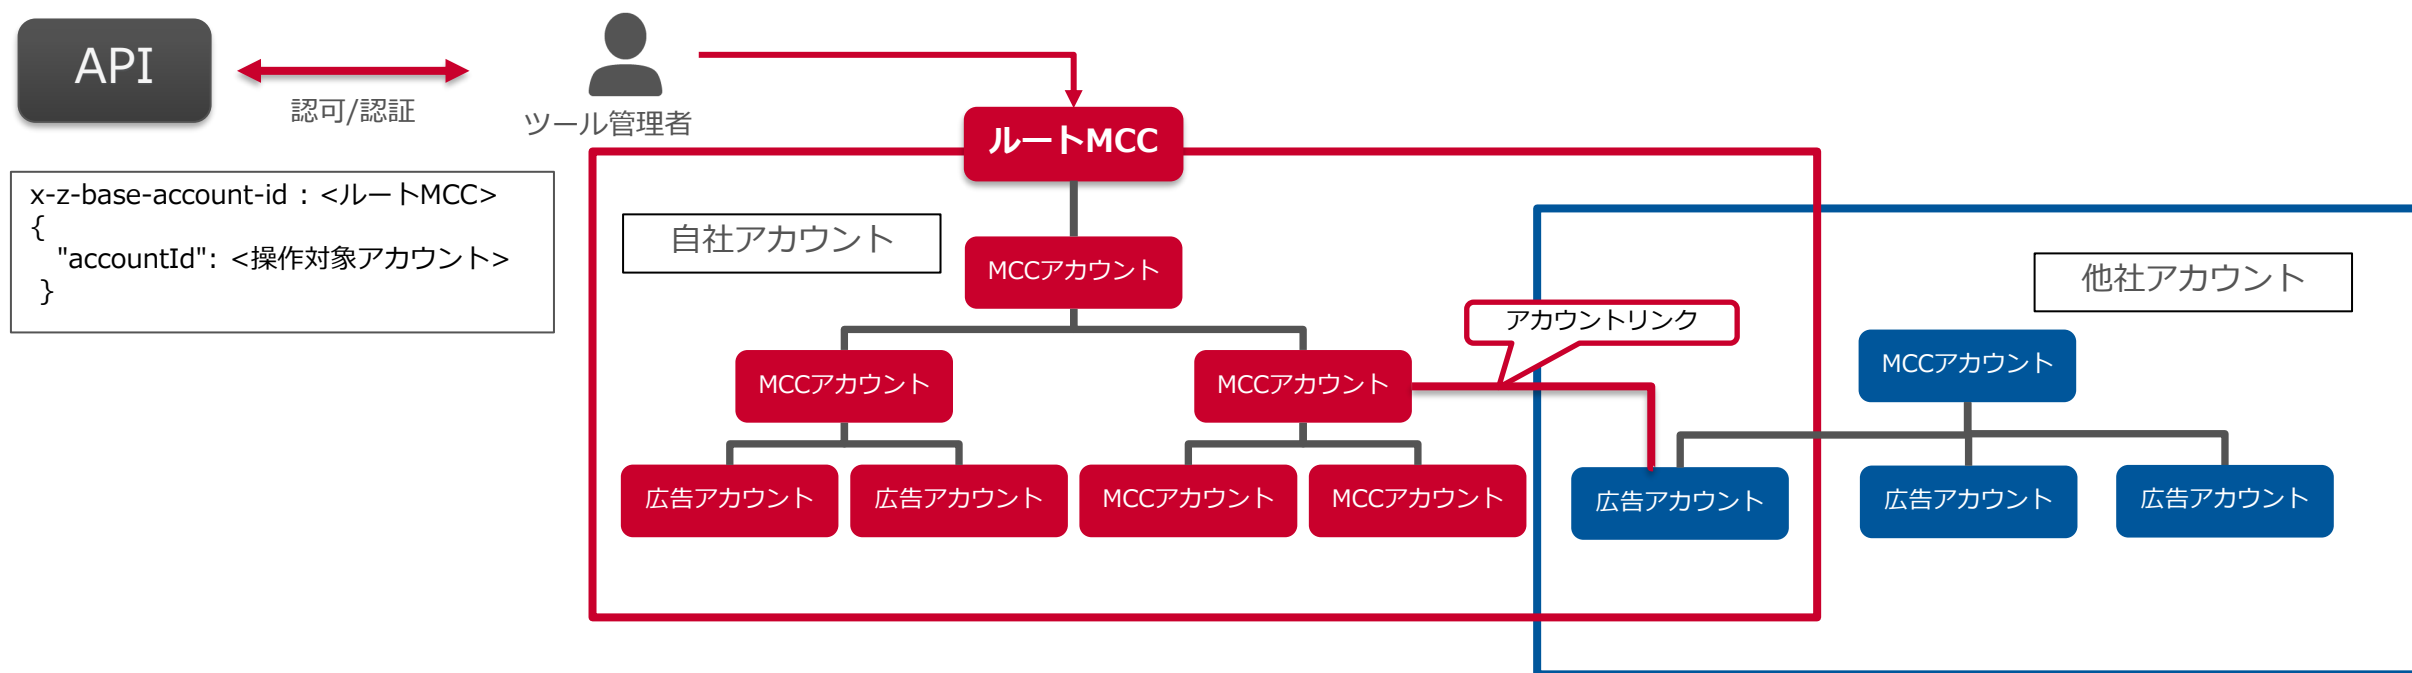 API
認可/認証
ツール管理者
x-z-base-account-id : <ルートMCC>
{
"accountId": <操作対象アカウント>
}
ルートMCC
自社アカウント
MCCアカウント
アカウントリンク
他社アカウント
MCCアカウント
MCCアカウント
MCCアカウント
広告アカウント
広告アカウント
MCCアカウント
MCCアカウント
広告アカウント
広告アカウント
広告アカウント